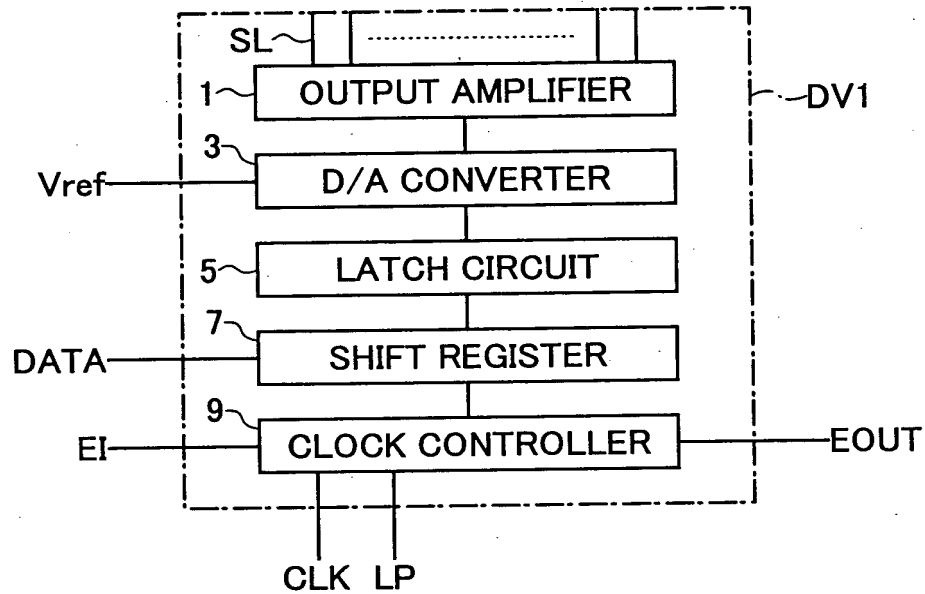 SL
1 OUTPUT AMPLIFIER
DV1
3
Vref D/A CONVERTER
5 LATCH CIRCUIT
7
DATA SHIFT REGISTER
9
EI CLOCK CONTROLLER EOUT
CLK LP